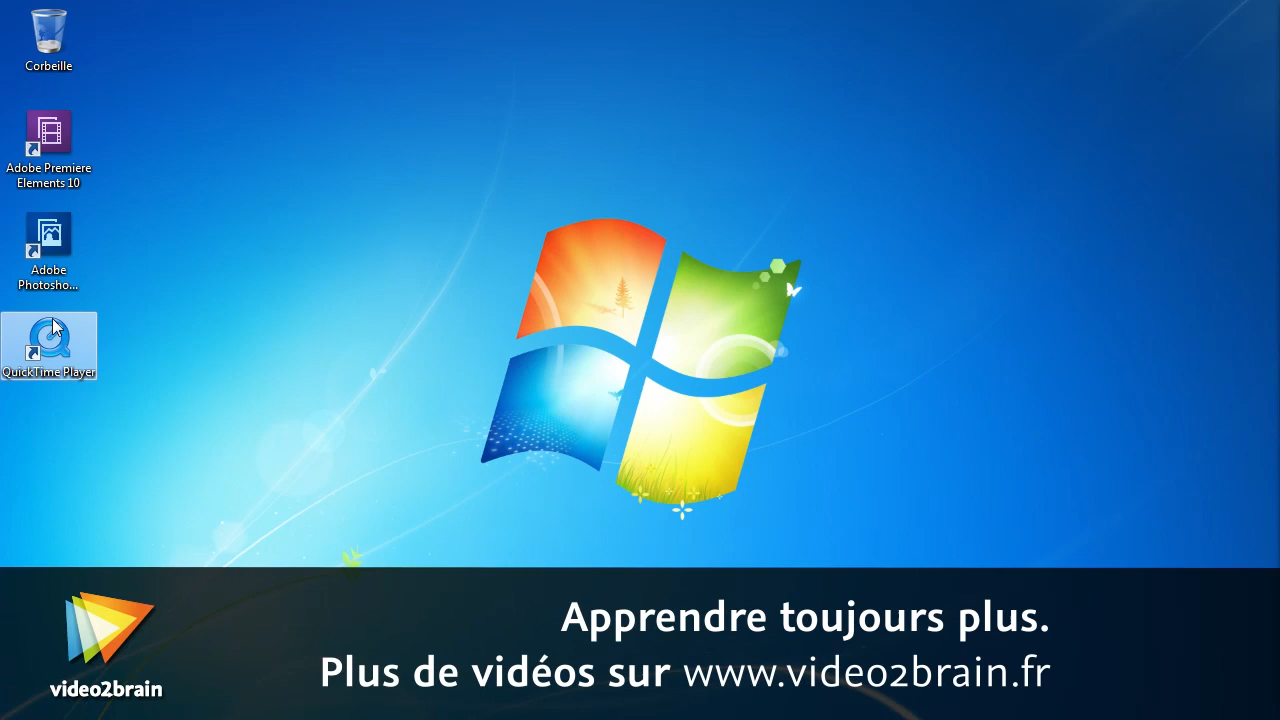 Corbeille
Adobe Premiere
Elements 10
Adobe
Photosho...
QuickTime Player
Apprendre toujours plus.
Plus de vidéos sur www.video2brain.fr
video2brain